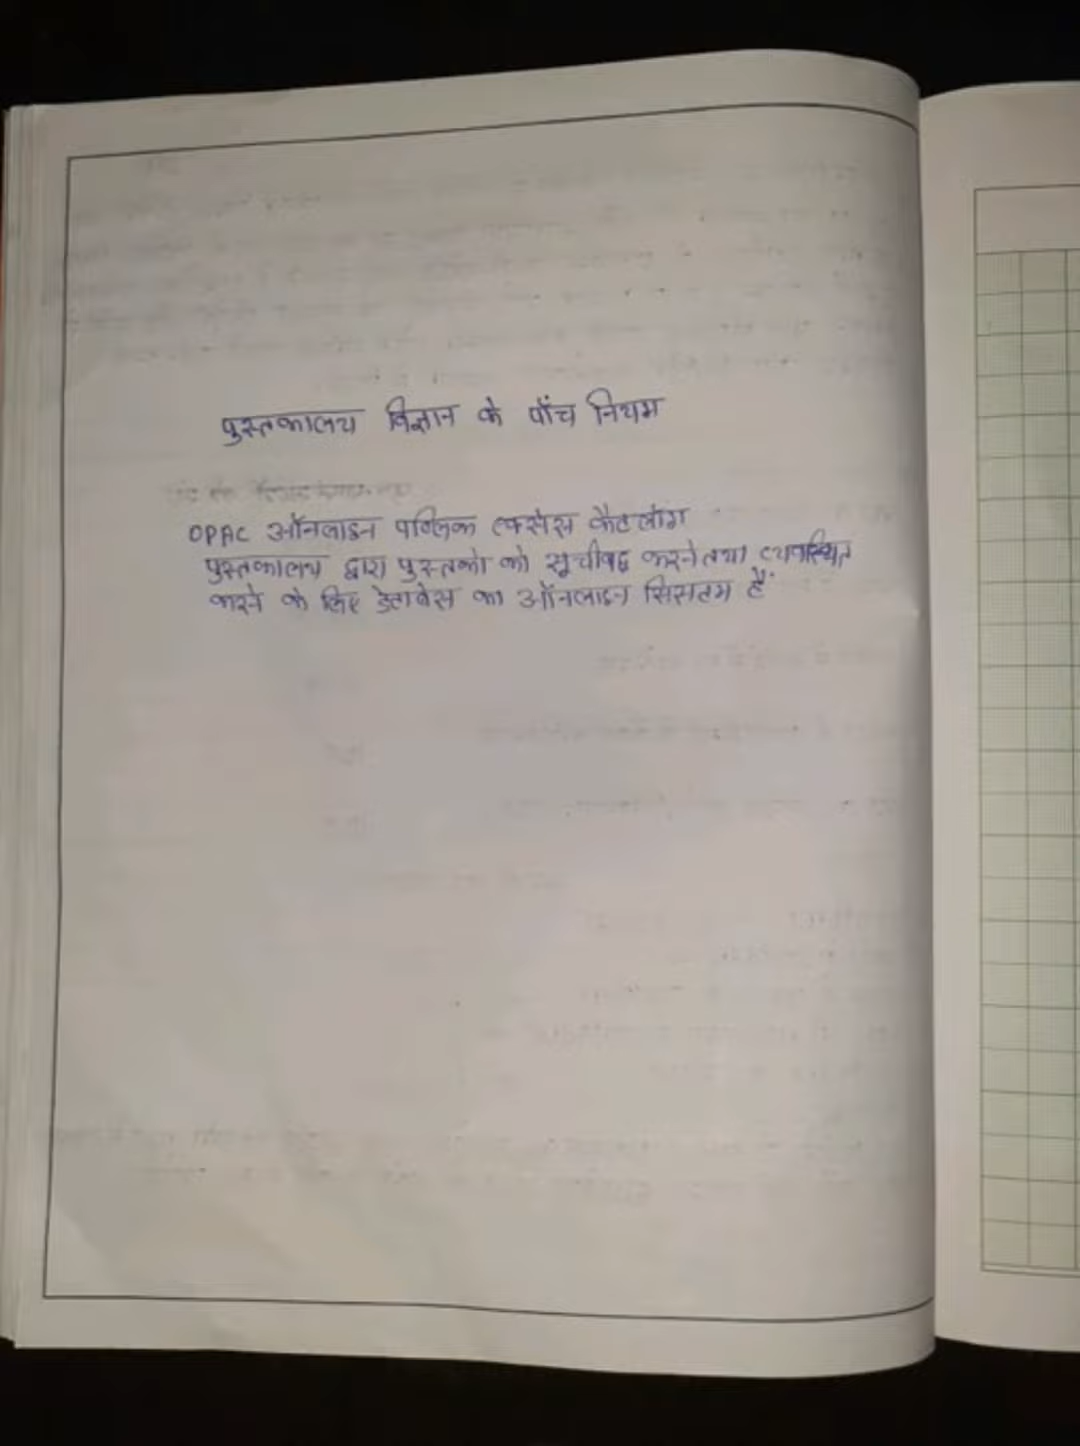 पुस्तकालय विज्ञान के पाँच नियम
OPAC ऑनलाइन पब्लिक एक्सेस कैटलॉग
पुस्तकालय द्वारा पुस्तको को सूचीबद्ध करने तथा व्यवस्थित
करने के लिए डेटाबेस का ऑनलाइन सिसटम हैं